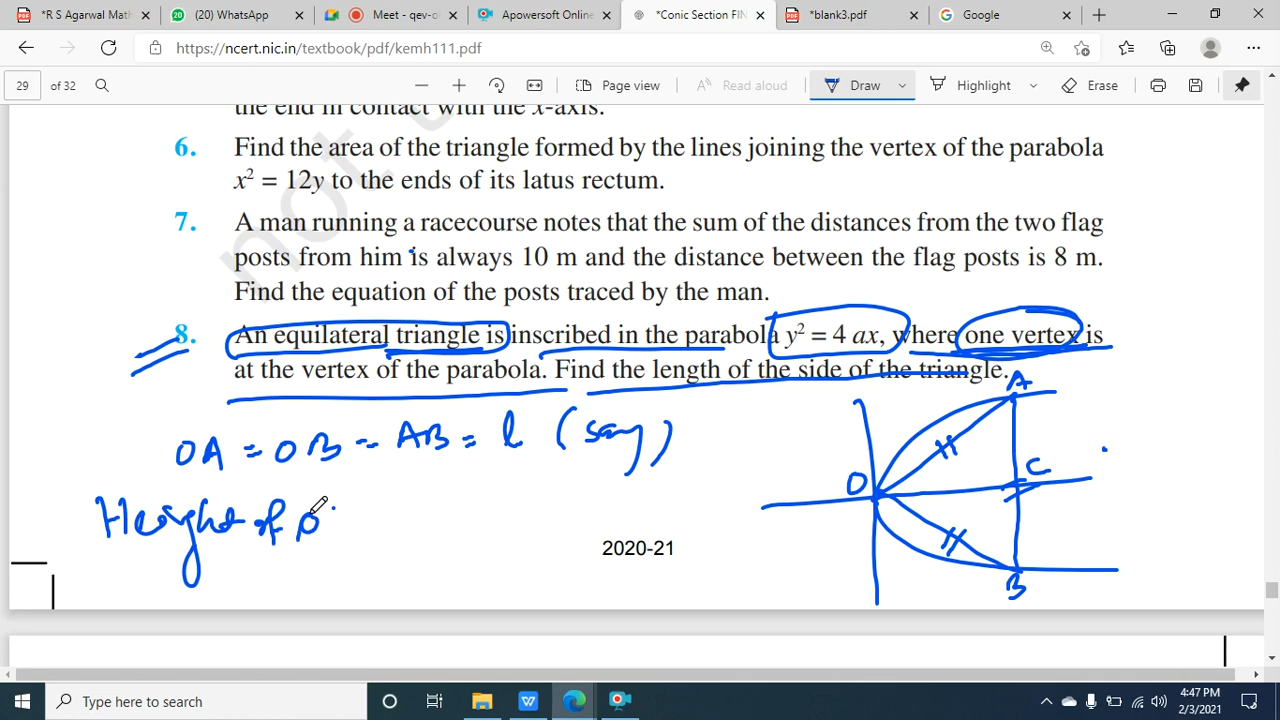 *R S Agarwal Mat
(20) WhatsApp
Meet - qev-of
Apowersoft Online
*Conic Section FIN
*blank3.pdf
Google
https://ncert.nic.in/textbook/pdf/kemh111.pdf
29 of 32
Page view
Read aloud
Draw
Highlight
Erase
the end in contact with the x-axis.
6. Find the area of the triangle formed by the lines joining the vertex of the parabola
x² = 12y to the ends of its latus rectum.
7. A man running a racecourse notes that the sum of the distances from the two flag
posts from him is always 10 m and the distance between the flag posts is 8 m.
Find the equation of the posts traced by the man.
8. An equilateral triangle is inscribed in the parabola y² = 4 ax, where one vertex is
at the vertex of the parabola. Find the length of the side of the triangle.
A
OA = OB = AB = l (say)
C
O
Height of
B
not
2020-21
Type here to search
4:47 PM
2/3/2021